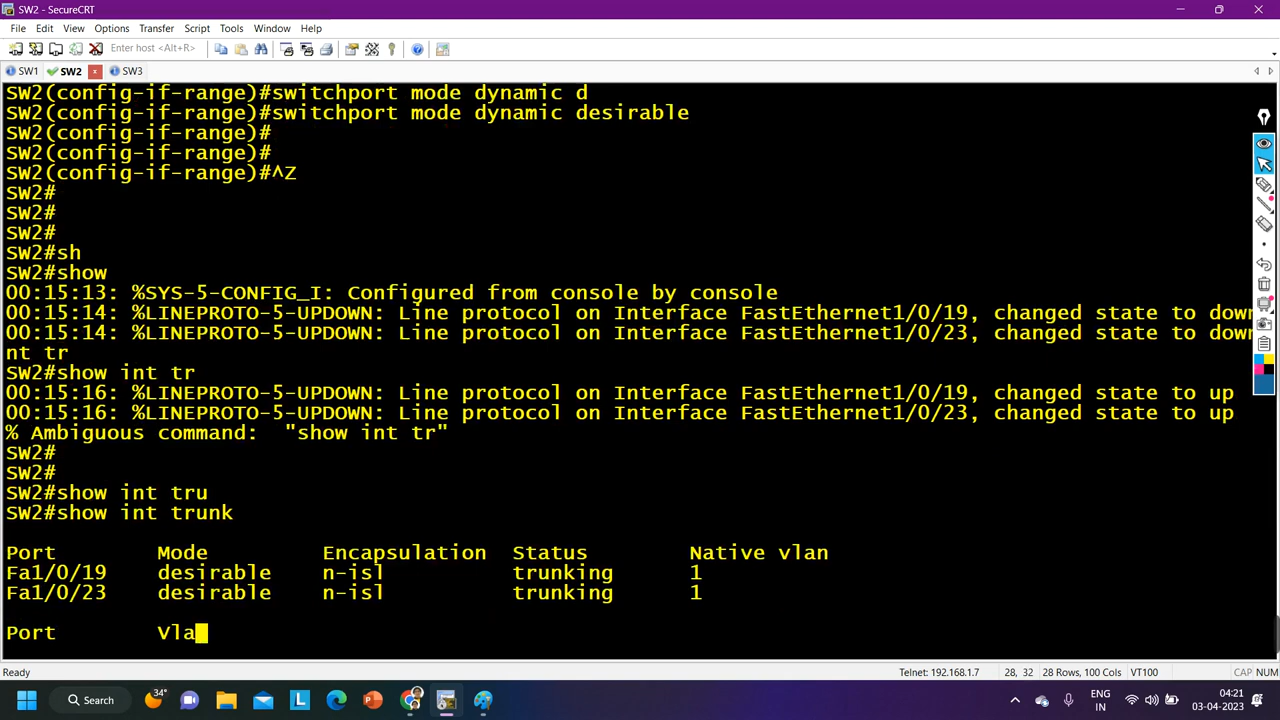 SW2 - SecureCRT
File Edit View Options Transfer Script Tools Window Help
Enter host <Alt+R>
SW1 SW2 x SW3
SW2(config-if-range)#switchport mode dynamic d
SW2(config-if-range)#switchport mode dynamic desirable
SW2(config-if-range)#
SW2(config-if-range)#
SW2(config-if-range)#^Z
SW2#
SW2#
SW2#
SW2#sh
SW2#show
00:15:13: %SYS-5-CONFIG_I: Configured from console by console
00:15:14: %LINEPROTO-5-UPDOWN: Line protocol on Interface FastEthernet1/0/19, changed state to down
00:15:14: %LINEPROTO-5-UPDOWN: Line protocol on Interface FastEthernet1/0/23, changed state to down
nt tr
SW2#show int tr
00:15:16: %LINEPROTO-5-UPDOWN: Line protocol on Interface FastEthernet1/0/19, changed state to up
00:15:16: %LINEPROTO-5-UPDOWN: Line protocol on Interface FastEthernet1/0/23, changed state to up
% Ambiguous command: "show int tr"
SW2#
SW2#
SW2#show int tru
SW2#show int trunk
Port Mode Encapsulation Status Native vlan
Fa1/0/19 desirable n-isl trunking 1
Fa1/0/23 desirable n-isl trunking 1
Port Vla
Ready Telnet: 192.168.1.7 28, 32 28 Rows, 100 Cols VT100 CAP NUM
Search 34° L ENG 04:21
IN 03-04-2023